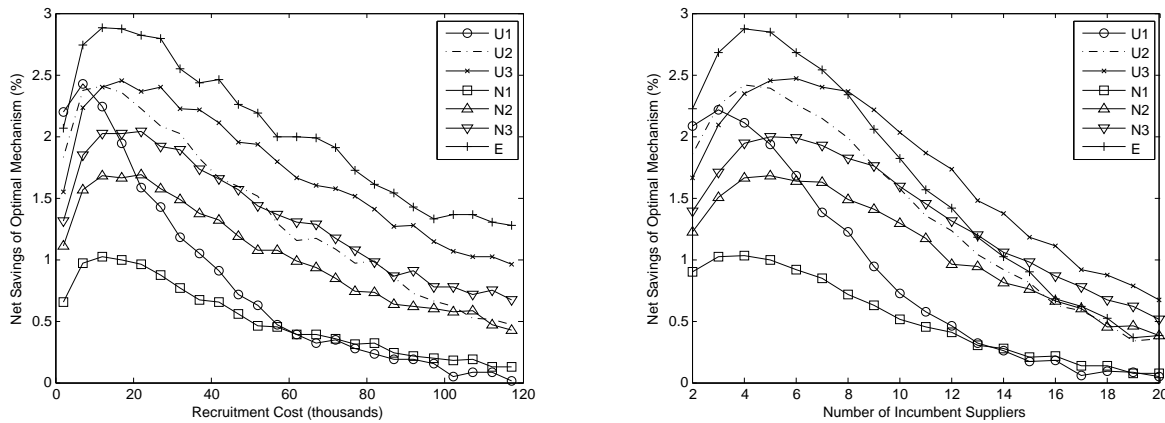 3
2.5
2
1.5
1
0.5
0
0 20 40 60 80 100 120
Net Savings of Optimal Mechanism (%)
Recruitment Cost (thousands)
U1
U2
U3
N1
N2
N3
E
3
2.5
2
1.5
1
0.5
0
2 4 6 8 10 12 14 16 18 20
Net Savings of Optimal Mechanism (%)
Number of Incumbent Suppliers
U1
U2
U3
N1
N2
N3
E